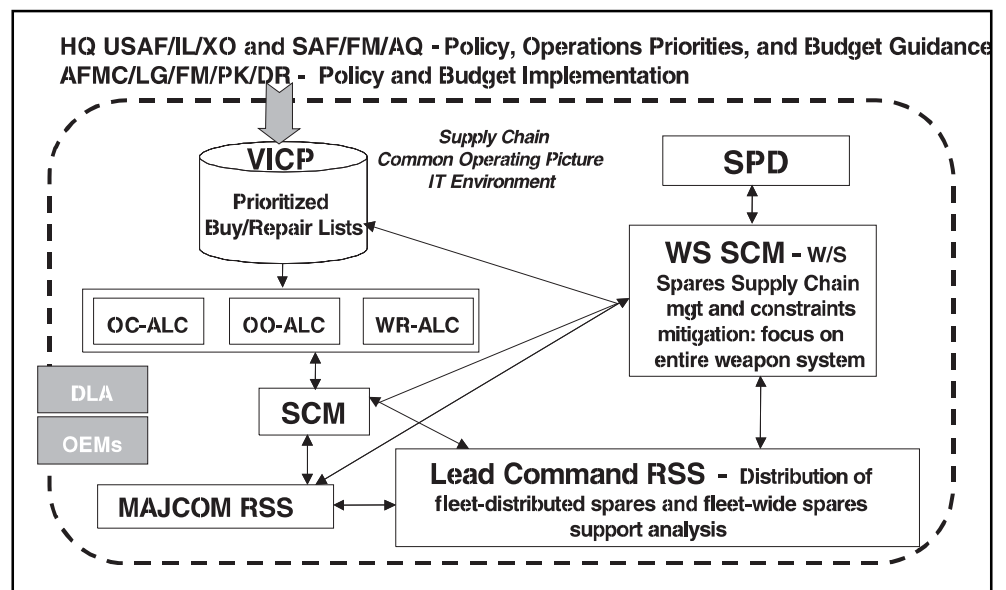 HQ USAF/IL/XO and SAF/FM/AQ - Policy, Operations Priorities, and Budget Guidance
AFMC/LG/FM/PK/DR - Policy and Budget Implementation
VICP
Prioritized
Buy/Repair Lists
Supply Chain
Common Operating Picture
IT Environment
SPD
WS SCM - W/S
Spares Supply Chain
mgt and constraints
mitigation: focus on
entire weapon system
OC-ALC
OO-ALC
WR-ALC
DLA
OEMs
SCM
MAJCOM RSS
Lead Command RSS - Distribution of
fleet-distributed spares and fleet-wide spares
support analysis